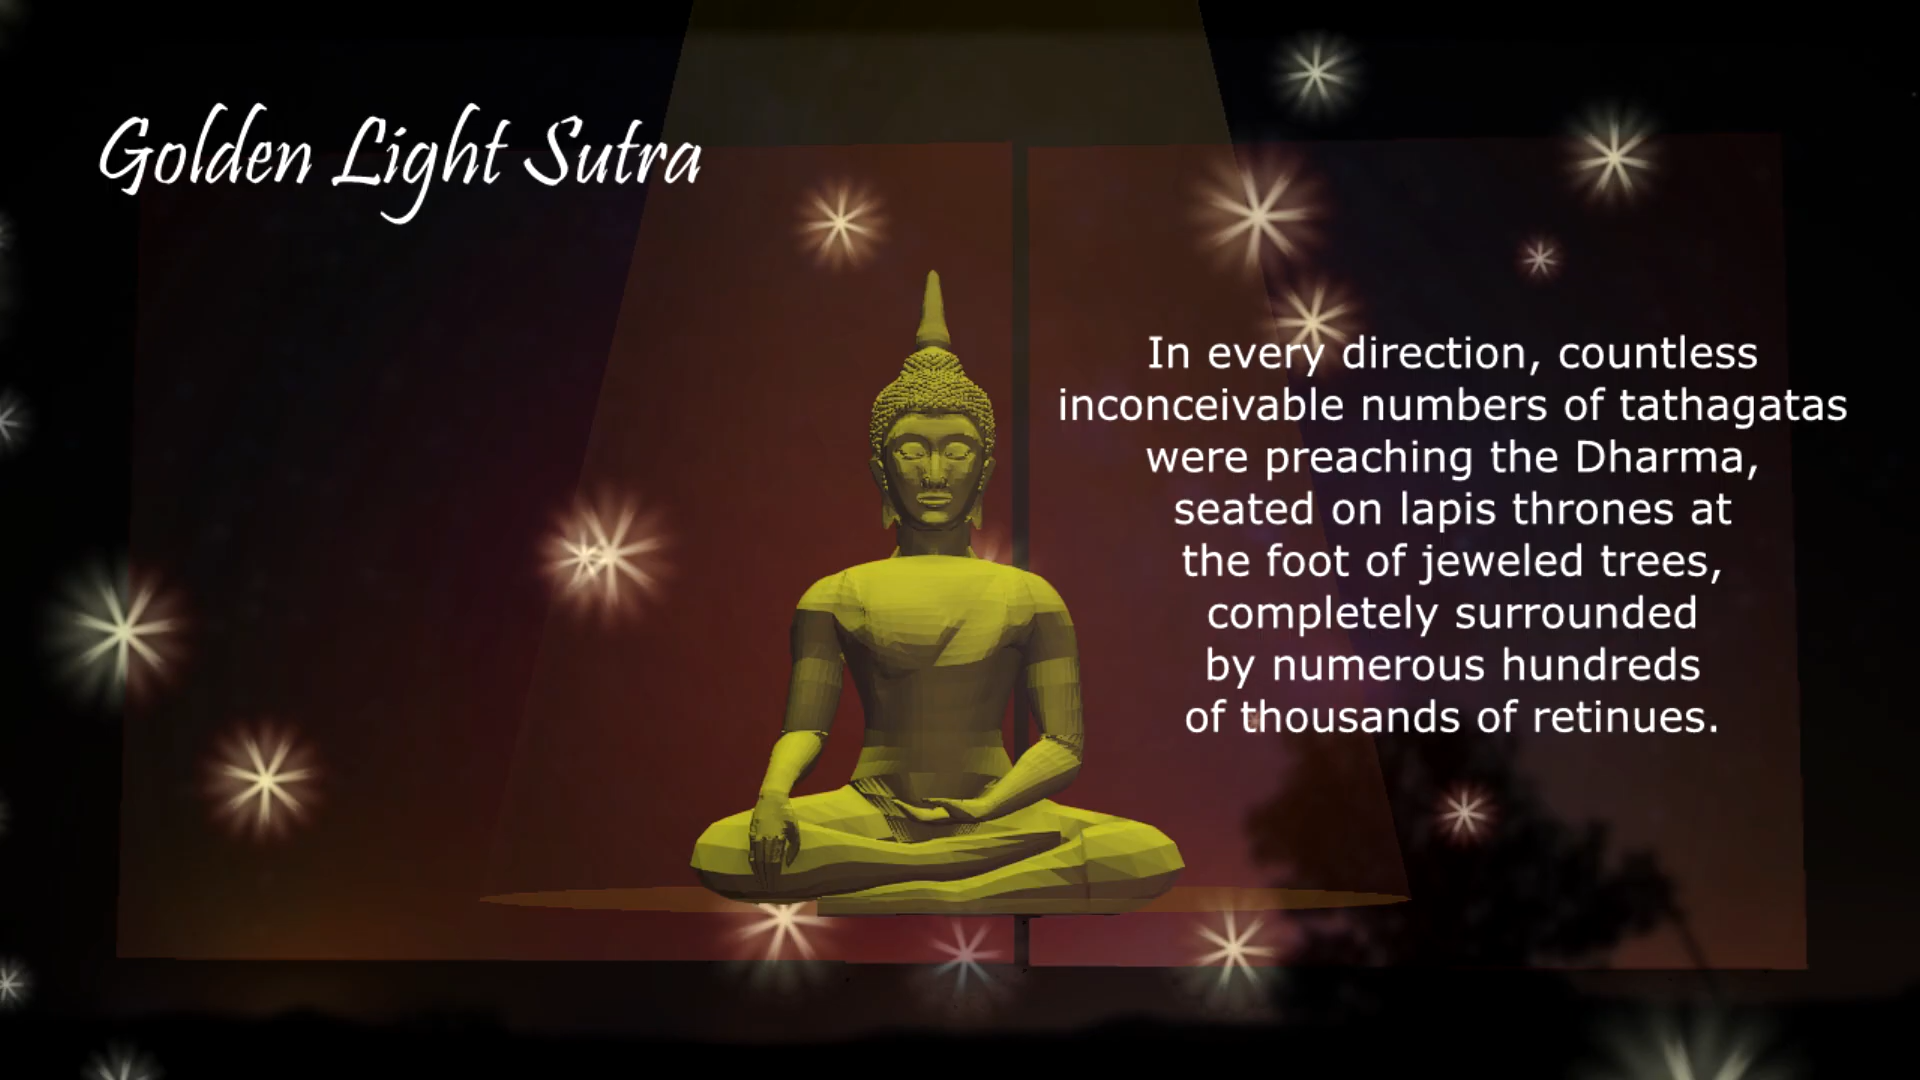 Golden Light Sutra
In every direction, countless
inconceivable numbers of tathagatas
were preaching the Dharma,
seated on lapis thrones at
the foot of jeweled trees,
completely surrounded
by numerous hundreds
of thousands of retinues.